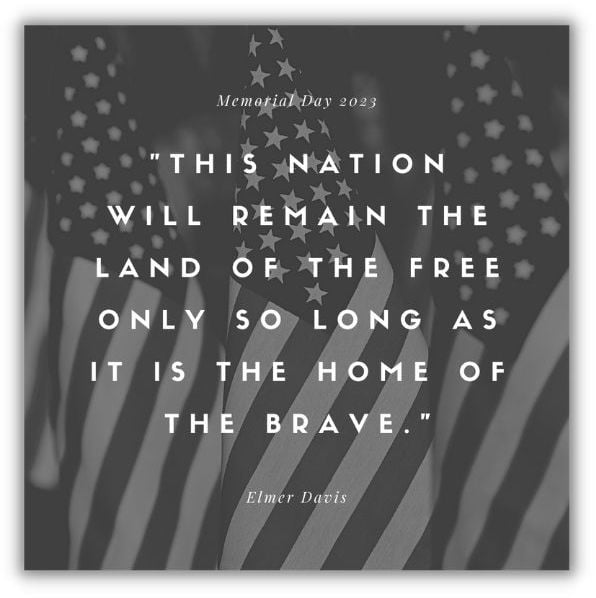 Memorial Day 2023
"THIS NATION
WILL REMAIN THE
LAND OF THE FREE
ONLY SO LONG AS
IT IS THE HOME OF
THE BRAVE."
Elmer Davis